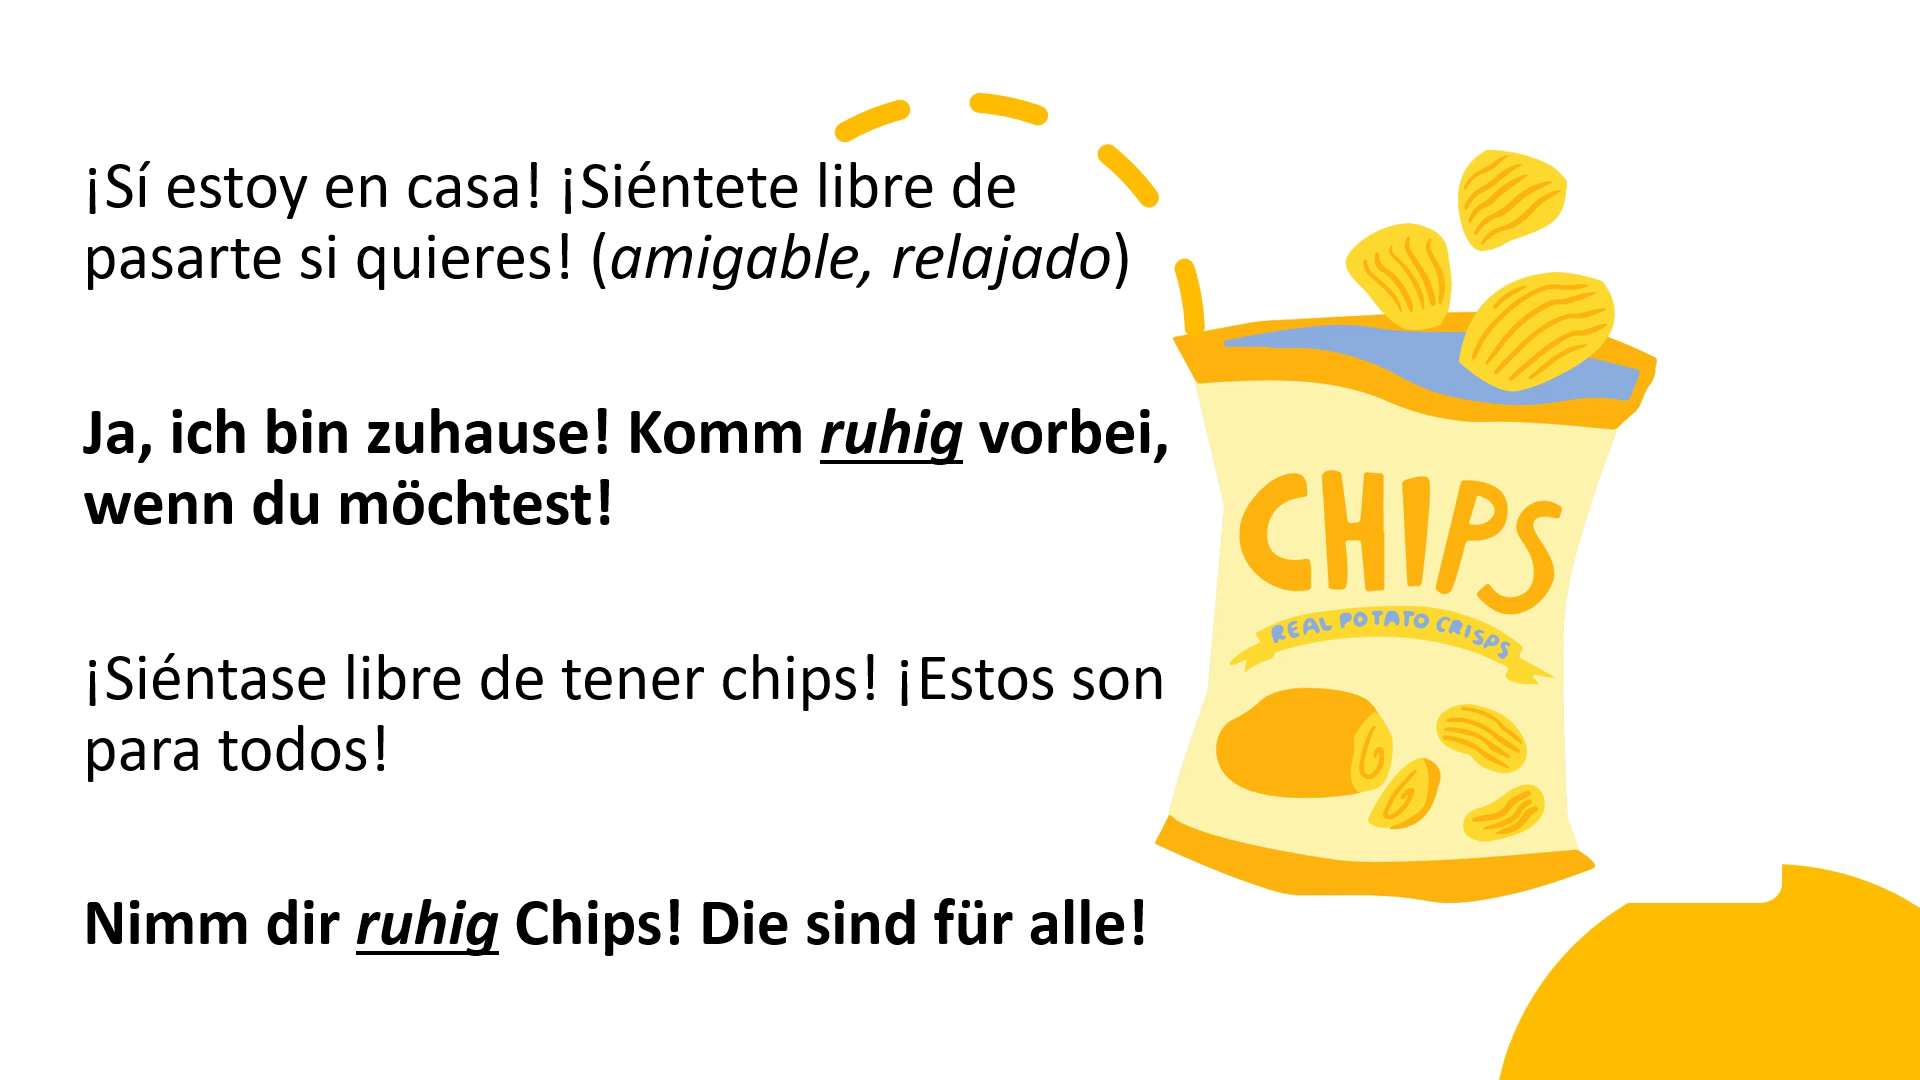 ¡Sí estoy en casa! ¡Siéntete libre de
pasarte si quieres! (amigable, relajado)
Ja, ich bin zuhause! Komm ruhig vorbei,
wenn du möchtest!
¡Siéntase libre de tener chips! ¡Estos son
para todos!
Nimm dir ruhig Chips! Die sind für alle!
CHIPS
REAL POTATO CRISPS